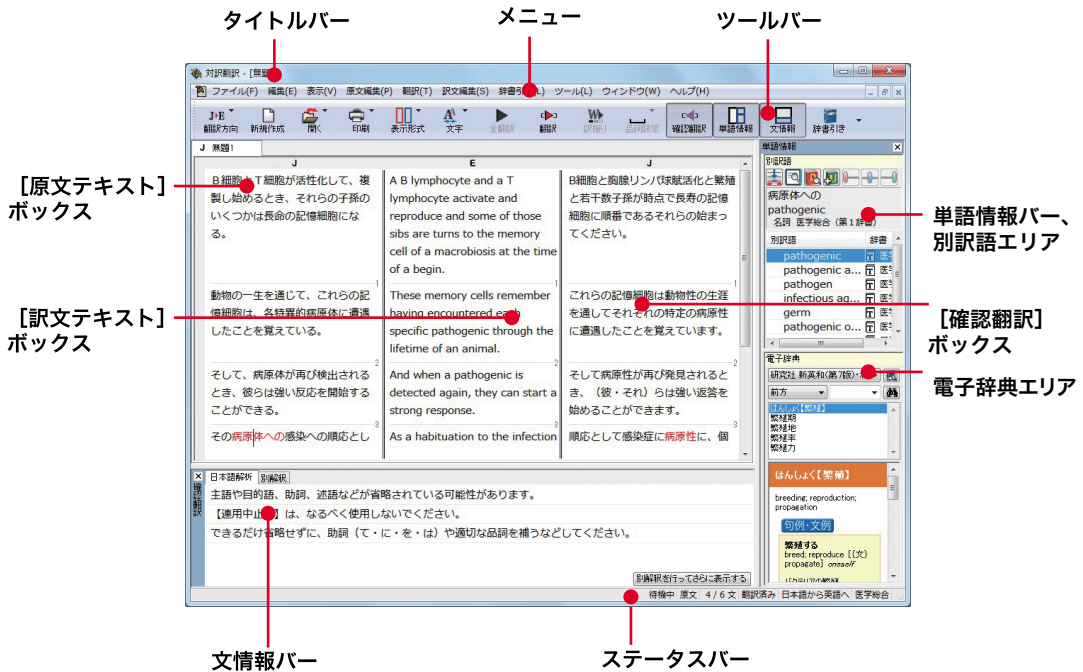 タイトルバー
メニュー
ツールバー
対訳翻訳 - [無題
ファイル(F) 編集(E) 表示(V) 原文編集(P) 翻訳(T) 訳文編集(S) 辞書引 L) ツール(L) ウィンドウ(W) ヘルプ(H)
J▸E
翻訳方向 新規作成 開く 印刷 表示形式 文字 全翻訳 翻訳 訳振り 品詞設定 確認翻訳 単語情報 文情報 辞書引き
J 無題1
J
E
J
［原文テキスト］
ボックス
B細胞とT細胞が活性化して、複
製し始めるとき、それらの子孫の
いくつかは長命の記憶細胞にな
る。
A B lymphocyte and a T
lymphocyte activate and
reproduce and some of those
sibs are turns to the memory
cell of a macrobiosis at the time
of a begin.
B細胞と胸腺リンパ球賦活化と繁殖
と若干数子孫が時点で長寿の記憶
細胞に順番であるそれらの始まっ
てください。
1
1
1
［訳文テキスト］
ボックス
動物の一生を通じて、これらの記
憶細胞は、各特異的病原体に遭遇
したことを覚えている。
These memory cells remember
having encountered each
specific pathogenic through the
lifetime of an animal.
これらの記憶細胞は動物性の生涯
を通してそれぞれの特定の病原性
に遭遇したことを覚えています。
2
2
2
そして、病原体が再び検出される
とき、彼らは強い反応を開始する
ことができる。
And when a pathogenic is
detected again, they can start a
strong response.
そして病原性が再び発見されると
き、（彼・それ）らは強い返答を
始めることができます。
3
3
3
その病原体への感染への順応とし
As a habituation to the infection
順応として感染症に病原性に、個
単語情報
別訳語
病原体への
pathogenic
名詞 医学総合（第1辞書）
別訳語 辞書
pathogenic 医学
pathogenic a... 医学
pathogen 医学
infectious ag... 医学
germ 医学
pathogenic o... 医学
単語情報バー、
別訳語エリア
［確認翻訳］
ボックス
電子辞典エリア
電子辞典
研究社 新英和(第7版)・
前方
はんしょく【繁殖】
繁殖期
繁殖地
繁殖率
繁殖力
はんしょく【繁殖】
breeding; reproduction;
propagation
句例・文例
繁殖する
breed; reproduce [《文》
propagate] oneself
バクテリアの繁殖
確認翻訳
日本語解析 別解釈
主語や目的語、助詞、述語などが省略されている可能性があります。
【連用中止 】は、なるべく使用しないでください。
できるだけ省略せずに、助詞（て・に・を・は）や適切な品詞を補うなどしてください。
別解釈を行ってさらに表示する
待機中 原文 4 / 6 文 翻訳済み 日本語から英語へ 医学総合
文情報バー
ステータスバー